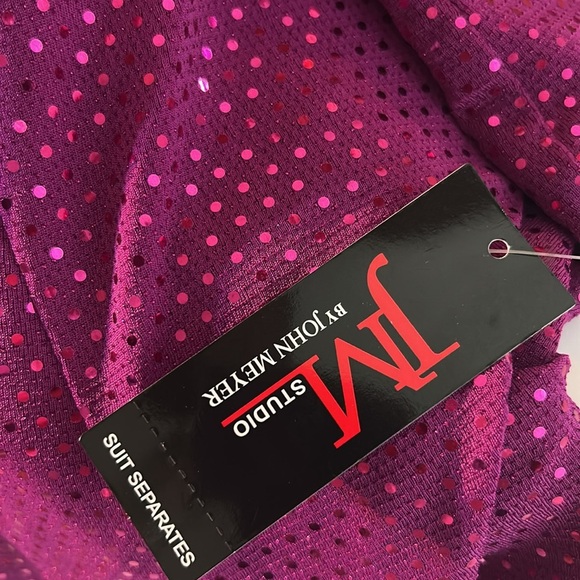 JM
BY JOHN MEYER
STUDIO
SUIT SEPARATES